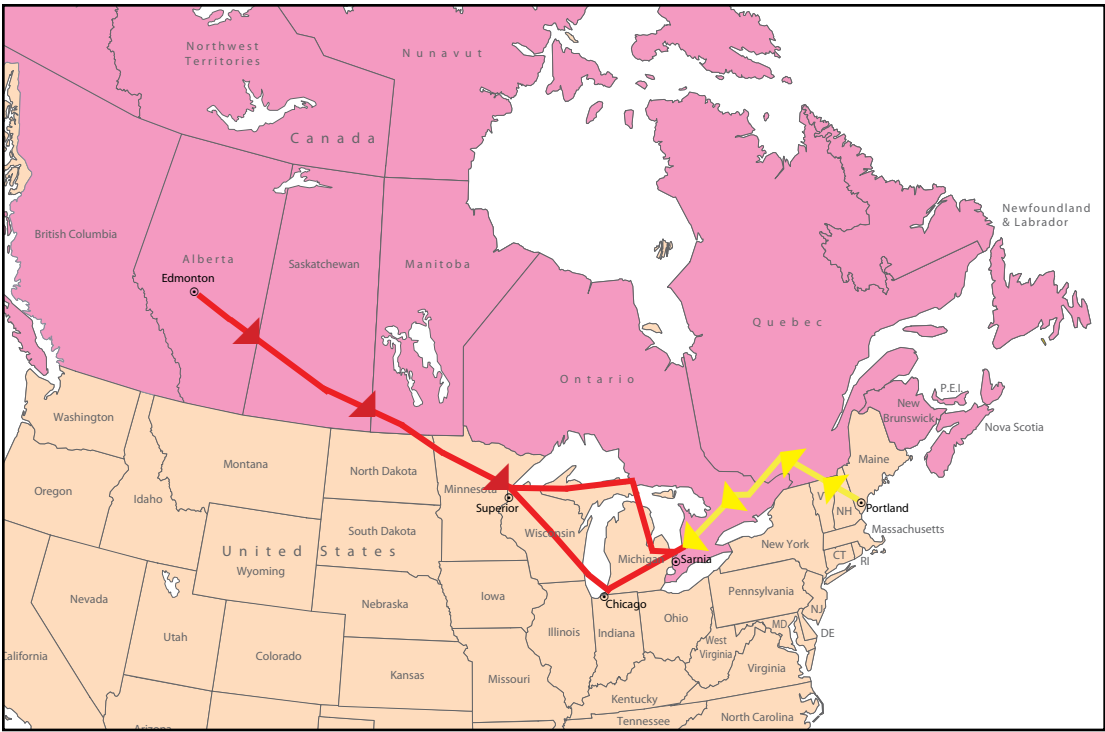 Northwest
Territories
Nunavut
Canada
Newfoundland
& Labrador
British Columbia
Alberta
Saskatchewan
Manitoba
Edmonton
Quebec
Ontario
P.E.I.
New
Brunswick
Nova Scotia
Washington
Maine
Montana
North Dakota
Minnesota
Oregon
Idaho
V
NH
Portland
Superior
South Dakota
Wisconsin
Massachusetts
United States
New York
Michiga
Sarnia
CT
RI
Wyoming
Pennsylvania
Nevada
Nebraska
Iowa
Chicago
NJ
Ohio
MD
DE
Utah
Illinois
Indiana
West
Virginia
California
Colorado
Virginia
Kansas
Missouri
Kentucky
North Carolina
Tennessee
Arizona